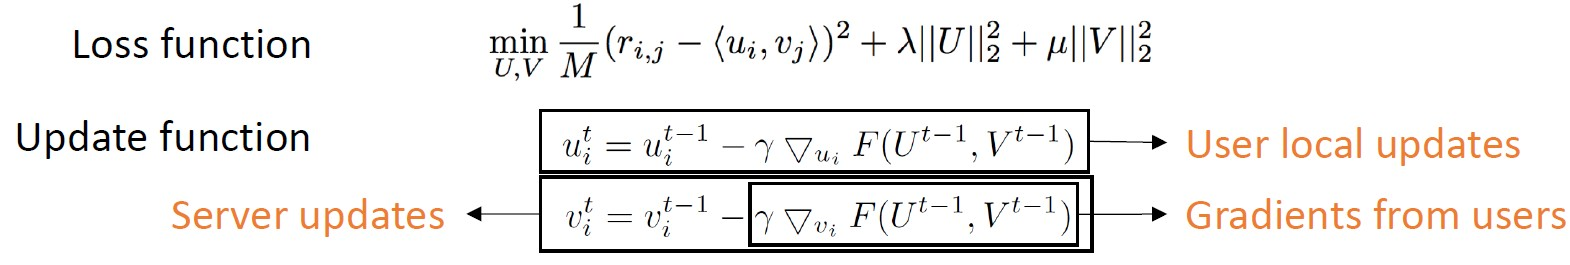 Loss function min_{U,V} \frac{1}{M} (r_{i,j} − ⟨u_i, v_j⟩)^2 + λ||U||_2^2 + μ||V||_2^2
Update function u_i^t = u_i^{t−1} − γ ▽_{u_i} F(U^{t−1}, V^{t−1}) User local updates
Server updates v_i^t = v_i^{t−1} − γ ▽_{v_i} F(U^{t−1}, V^{t−1}) Gradients from users